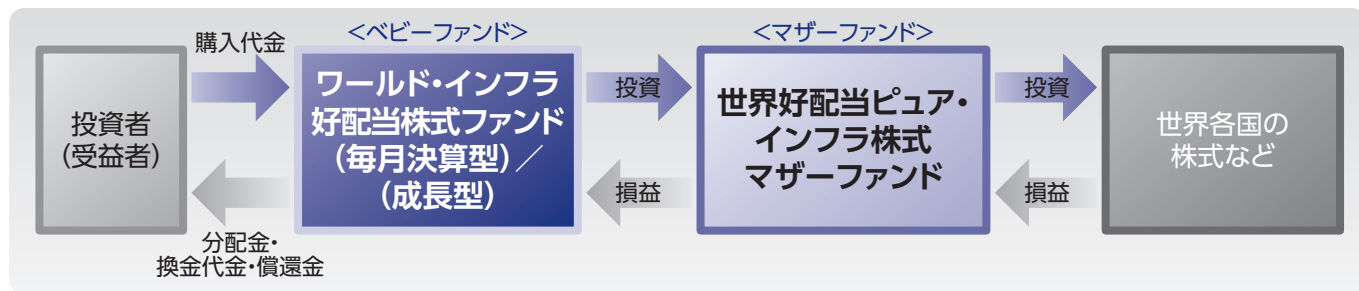 投資者
(受益者)
購入代金
分配金・
換金代金・償還金
<ベビーファンド>
ワールド・インフラ
好配当株式ファンド
(毎月決算型)/
(成長型)
投資
損益
<マザーファンド>
世界好配当ピュア・
インフラ株式
マザーファンド
投資
損益
世界各国の
株式など